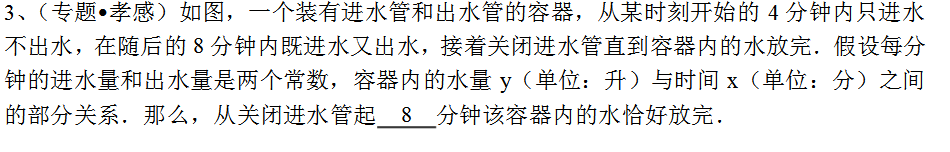 3、（专题•孝感）如图，一个装有进水管和出水管的容器，从某时刻开始的 4 分钟内只进水
不出水，在随后的 8 分钟内既进水又出水，接着关闭进水管直到容器内的水放完．假设每分
钟的进水量和出水量是两个常数，容器内的水量 y（单位：升）与时间 x（单位：分）之间
的部分关系．那么，从关闭进水管起 8 分钟该容器内的水恰好放完．